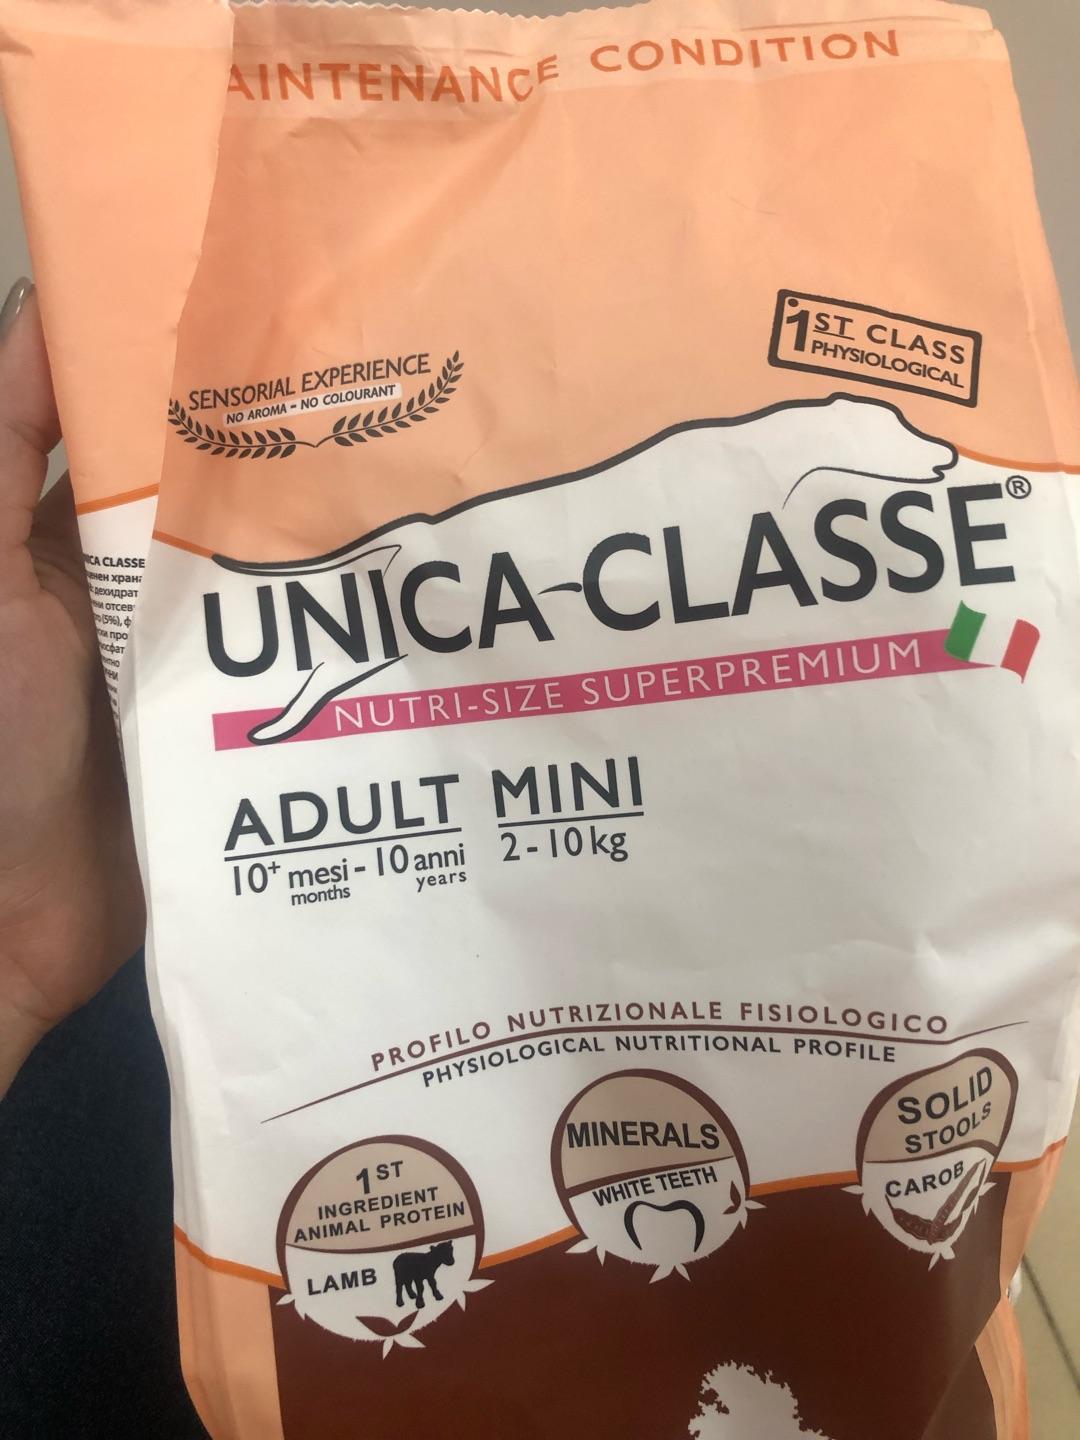 AINTENANCE CONDITION
1ST CLASS
PHYSIOLOGICAL
SENSORIAL EXPERIENCE
NO AROMA - NO COLOURANT
UNICA-CLASSE®
NUTRI-SIZE SUPERPREMIUM
ADULT MINI
10+ mesi - 10 anni 2-10kg
months years
PROFILO NUTRIZIONALE FISIOLOGICO
PHYSIOLOGICAL NUTRITIONAL PROFILE
1ST
INGREDIENT
ANIMAL PROTEIN
LAMB
MINERALS
WHITE TEETH
SOLID
STOOLS
CAROB
ICA CLASSE